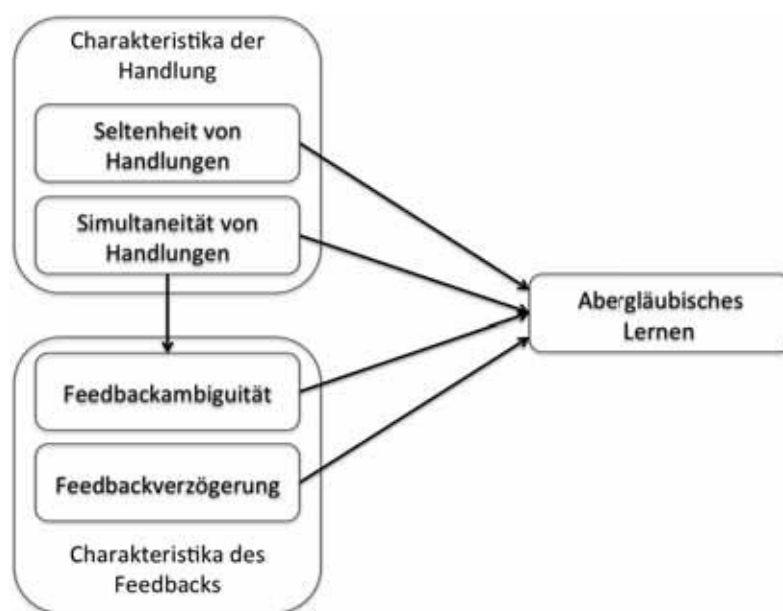 Charakteristika der
Handlung
Seltenheit von
Handlungen
Simultaneität von
Handlungen
Abergläubisches
Lernen
Feedbackambiguität
Feedbackverzögerung
Charakteristika des
Feedbacks